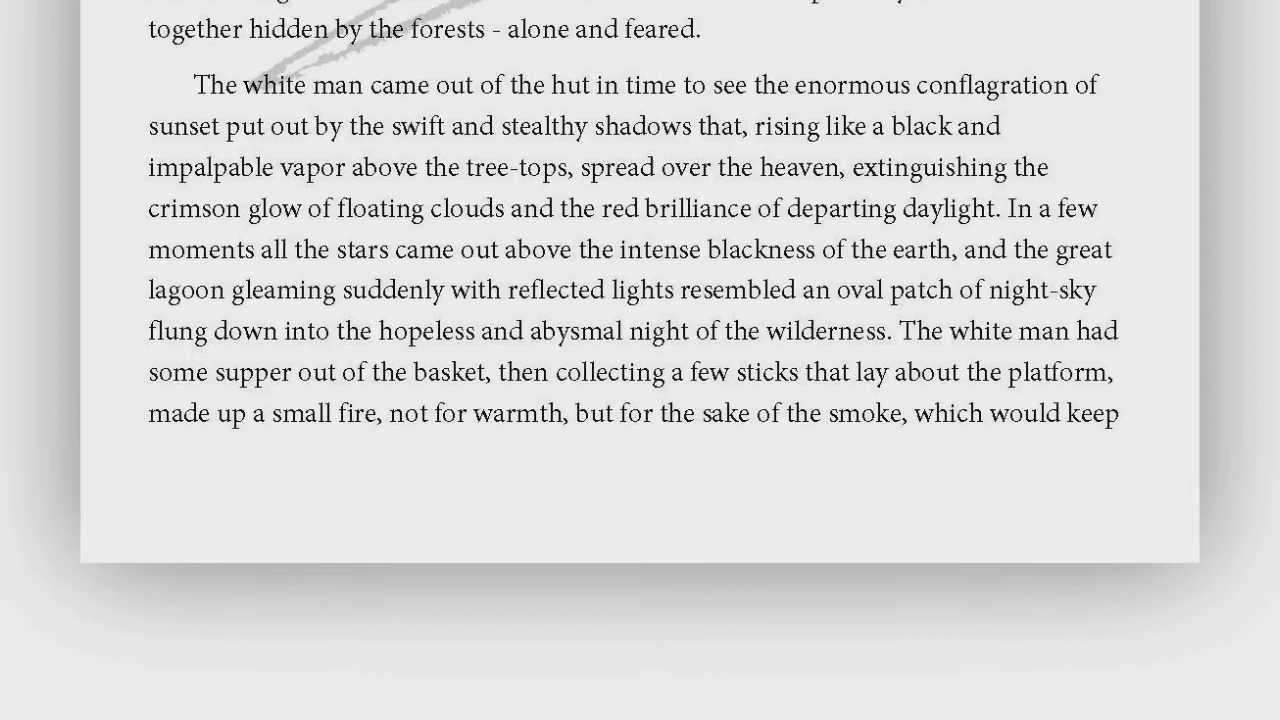 together hidden by the forests - alone and feared.
The white man came out of the hut in time to see the enormous conflagration of
sunset put out by the swift and stealthy shadows that, rising like a black and
impalpable vapor above the tree-tops, spread over the heaven, extinguishing the
crimson glow of floating clouds and the red brilliance of departing daylight. In a few
moments all the stars came out above the intense blackness of the earth, and the great
lagoon gleaming suddenly with reflected lights resembled an oval patch of night-sky
flung down into the hopeless and abysmal night of the wilderness. The white man had
some supper out of the basket, then collecting a few sticks that lay about the platform,
made up a small fire, not for warmth, but for the sake of the smoke, which would keep